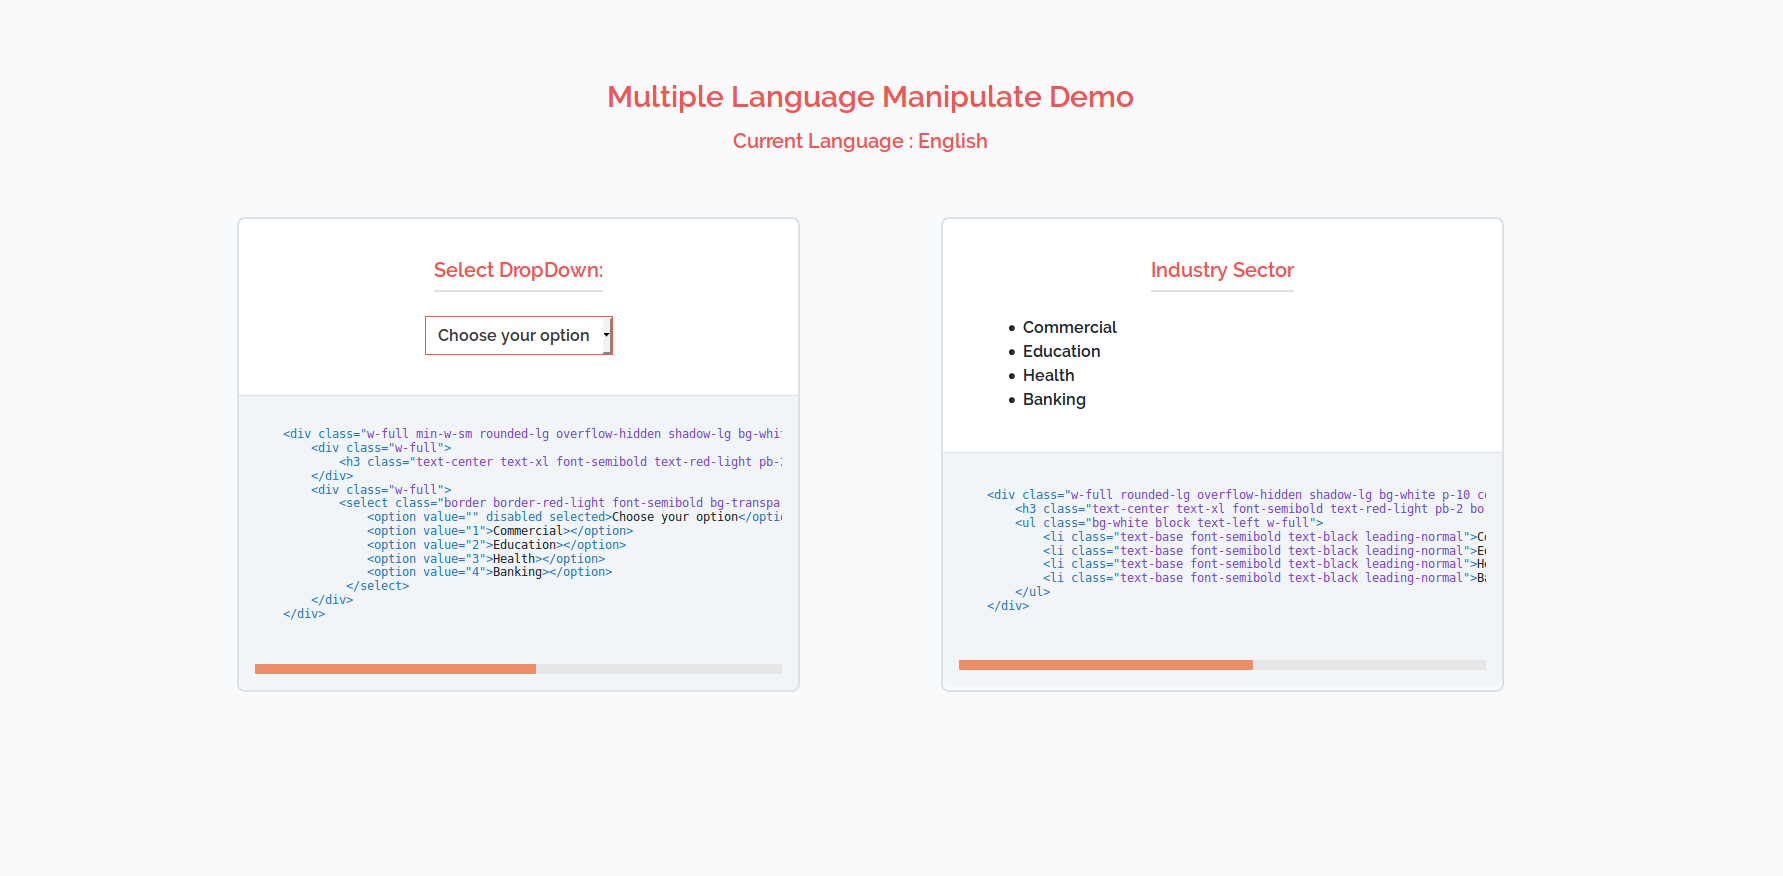 Multiple Language Manipulate Demo
Current Language : English
Select DropDown:
Choose your option
<div class="w-full min-w-sm rounded-lg overflow-hidden shadow-lg bg-whi
<div class="w-full">
<h3 class="text-center text-xl font-semibold text-red-light pb-
</div>
<div class="w-full">
<select class="border border-red-light font-semibold bg-transpa
<option value="" disabled selected>Choose your option</opti
<option value="1">Commercial></option>
<option value="2">Education></option>
<option value="3">Health></option>
<option value="4">Banking></option>
</select>
</div>
</div>
Industry Sector
• Commercial
• Education
• Health
• Banking
<div class="w-full rounded-lg overflow-hidden shadow-lg bg-white p-10 c
<h3 class="text-center text-xl font-semibold text-red-light pb-2 bo
<ul class="bg-white block text-left w-full">
<li class="text-base font-semibold text-black leading-normal">C
<li class="text-base font-semibold text-black leading-normal">E
<li class="text-base font-semibold text-black leading-normal">H
<li class="text-base font-semibold text-black leading-normal">B
</ul>
</div>